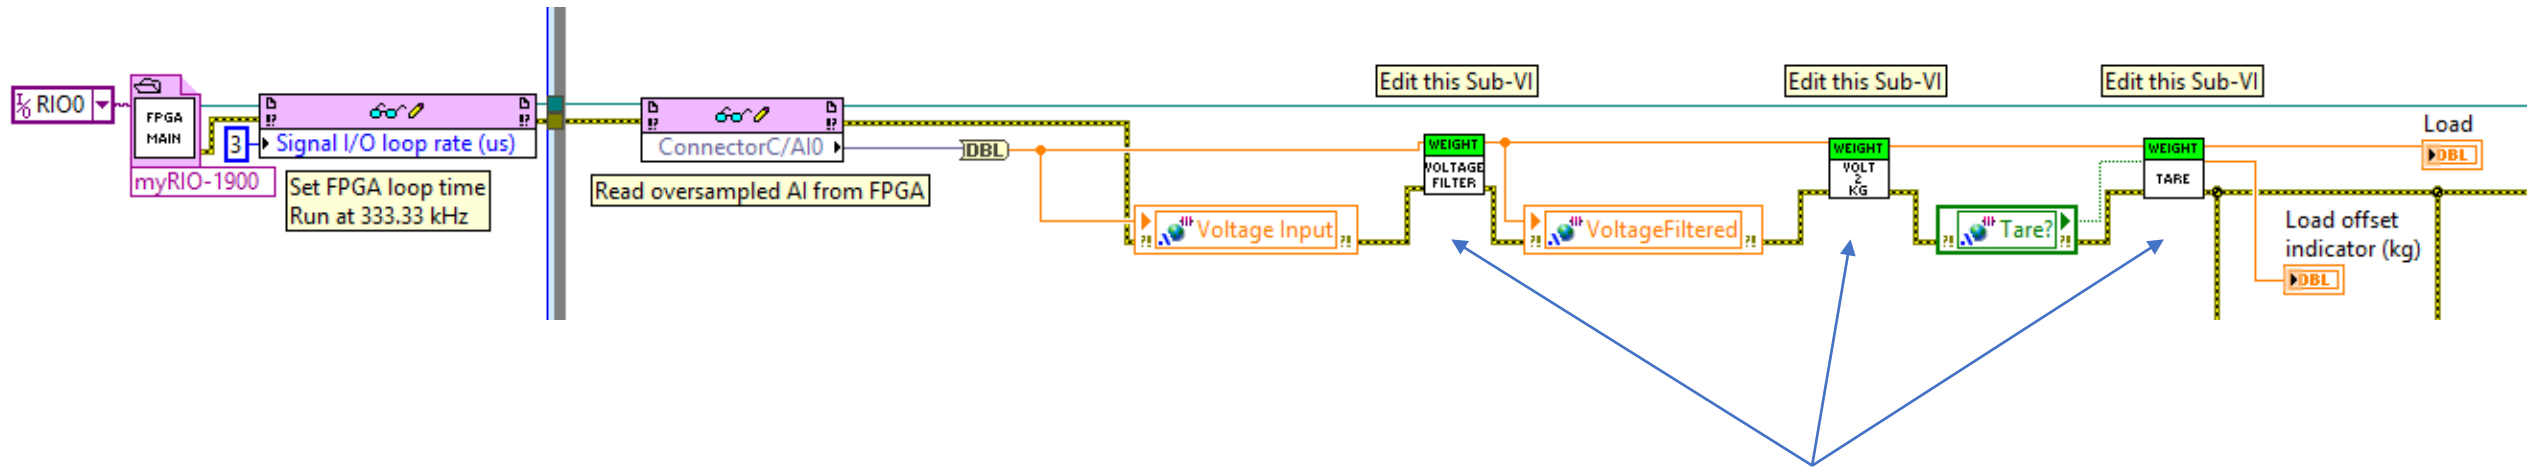 RIO0
FPGA
MAIN
myRIO-1900
3
Signal I/O loop rate (us)
Set FPGA loop time
Run at 333.33 kHz
ConnectorC/AI0
Read oversampled AI from FPGA
DBL
Voltage Input
Edit this Sub-VI
WEIGHT
VOLTAGE
FILTER
VoltageFiltered
Edit this Sub-VI
WEIGHT
VOLT
2
KG
Tare?
Edit this Sub-VI
WEIGHT
TARE
Load
DBL
Load offset
indicator (kg)
DBL